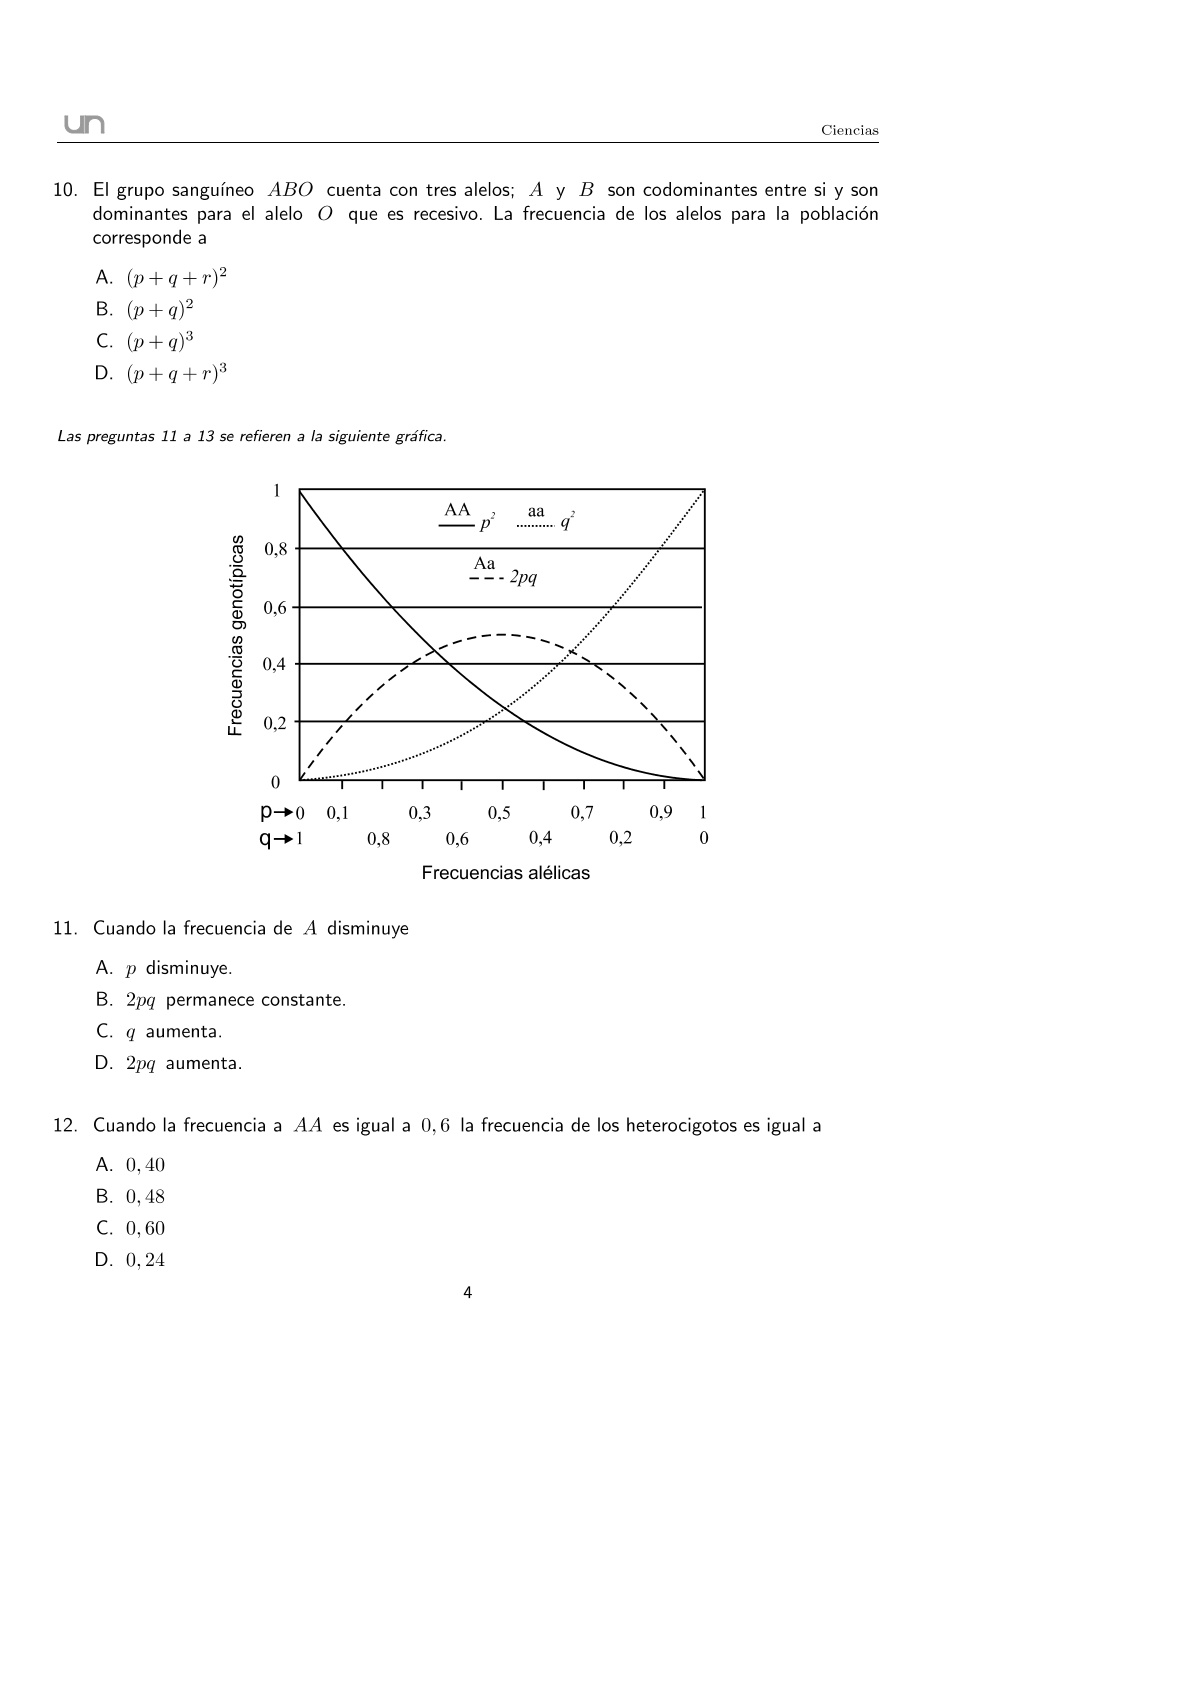 un
Ciencias
10. El grupo sanguíneo ABO cuenta con tres alelos; A y B son codominantes entre si y son
dominantes para el alelo O que es recesivo. La frecuencia de los alelos para la población
corresponde a
A. (p + q + r)²
B. (p + q)²
C. (p + q)³
D. (p + q + r)³
Las preguntas 11 a 13 se refieren a la siguiente gráfica.
Frecuencias genotípicas
1
0,8
0,6
0,4
0,2
0
AA p² aa q²
Aa 2pq
p→0 0,1 0,3 0,5 0,7 0,9 1
q→1 0,8 0,6 0,4 0,2 0
Frecuencias alélicas
11. Cuando la frecuencia de A disminuye
A. p disminuye.
B. 2pq permanece constante.
C. q aumenta.
D. 2pq aumenta.
12. Cuando la frecuencia a AA es igual a 0, 6 la frecuencia de los heterocigotos es igual a
A. 0, 40
B. 0, 48
C. 0, 60
D. 0, 24
4